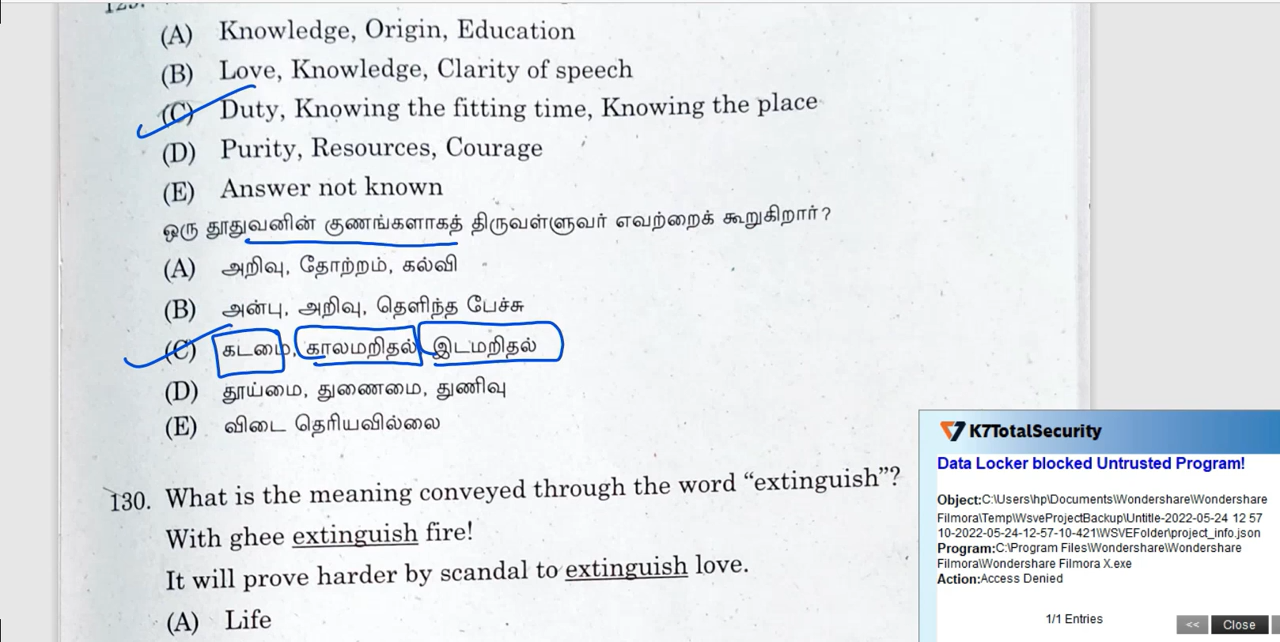 (A) Knowledge, Origin, Education
(B) Love, Knowledge, Clarity of speech
(C) Duty, Knowing the fitting time, Knowing the place
(D) Purity, Resources, Courage
(E) Answer not known
ஒரு தூதுவனின் குணங்களாகத் திருவள்ளுவர் எவற்றைக் கூறுகிறார்?
(A) அறிவு, தோற்றம், கல்வி
(B) அன்பு, அறிவு, தெளிந்த பேச்சு
(C) கடமை, காலமறிதல் இடமறிதல்
(D) தூய்மை, துணைமை, துணிவு
(E) விடை தெரியவில்லை
130. What is the meaning conveyed through the word “extinguish”?
With ghee extinguish fire!
It will prove harder by scandal to extinguish love.
(A) Life
K7TotalSecurity
Data Locker blocked Untrusted Program!
Object:C:\Users\hp\Documents\Wondershare\Wondershare
Filmora\Temp\WsveProjectBackup\Untitle-2022-05-24 12 57
10-2022-05-24-12-57-10-421\WSVEFolder\project_info.json
Program:C:\Program Files\Wondershare\Wondershare
Filmora\Wondershare Filmora X.exe
Action:Access Denied
1/1 Entries
<< Close